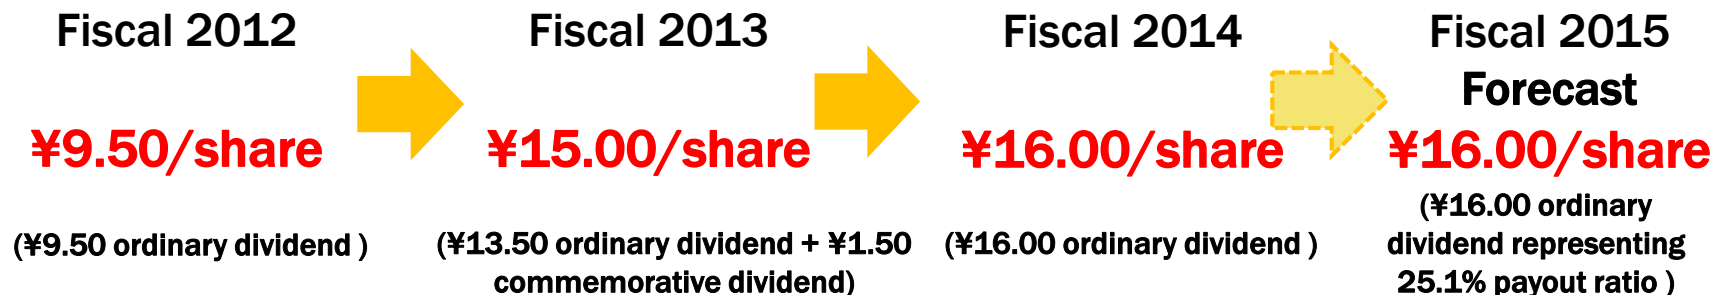 Fiscal 2012
¥9.50/share
(¥9.50 ordinary dividend )
Fiscal 2013
¥15.00/share
(¥13.50 ordinary dividend + ¥1.50
commemorative dividend)
Fiscal 2014
¥16.00/share
(¥16.00 ordinary dividend )
Fiscal 2015
Forecast
¥16.00/share
(¥16.00 ordinary
dividend representing
25.1% payout ratio )